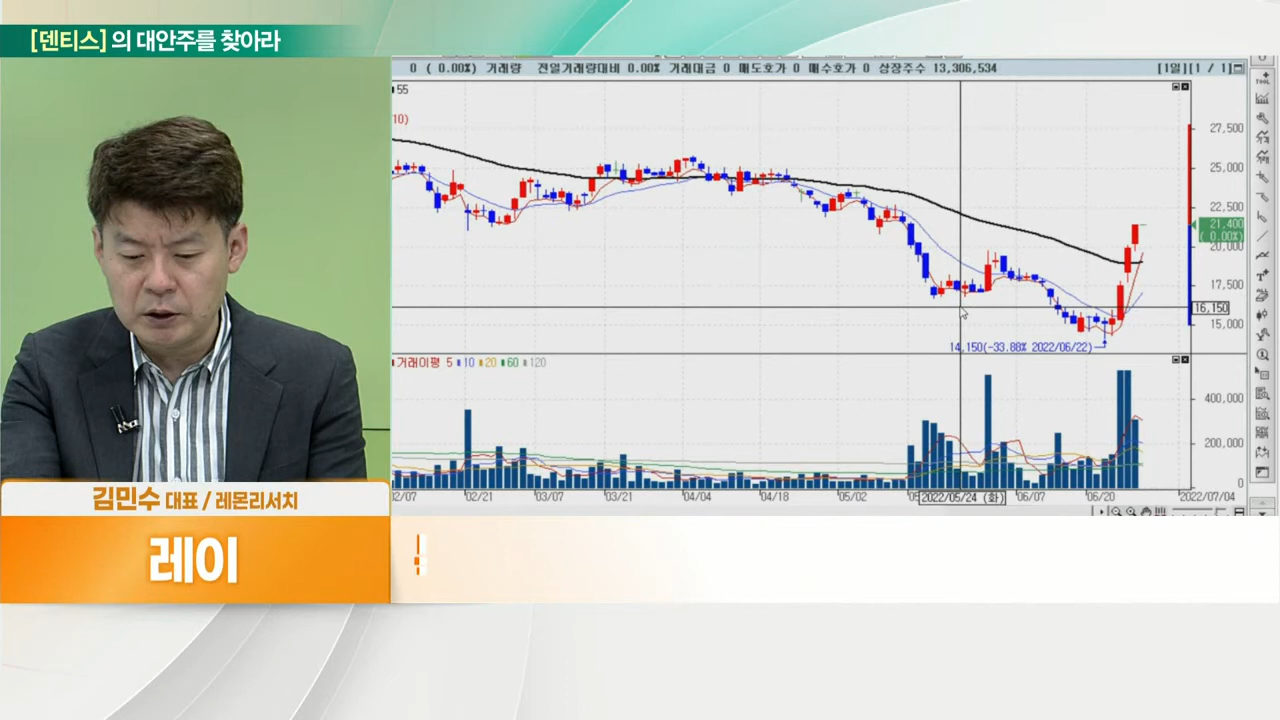 [덴티스] 의 대안주를 찾아라
0 ( 0.00%) 거래량 전일거래량대비 0.00% 거래대금 0 매도호가 0 매수호가 0 상장주수 13,306,534
[1일][1 / 1]
55
10)
27,500
25,000
22,500
21,400
( 0.00%)
20,000
17,500
16,150
15,000
14,150(-33.88% 2022/06/22)
거래이평 5 10 20 60 120
400,000
200,000
0
02/07 02/21 03/07 03/21 04/04 04/18 05/02 2022/05/24 (화) 06/07 06/20 2022/07/04
김민수 대표 / 레몬리서치
레이